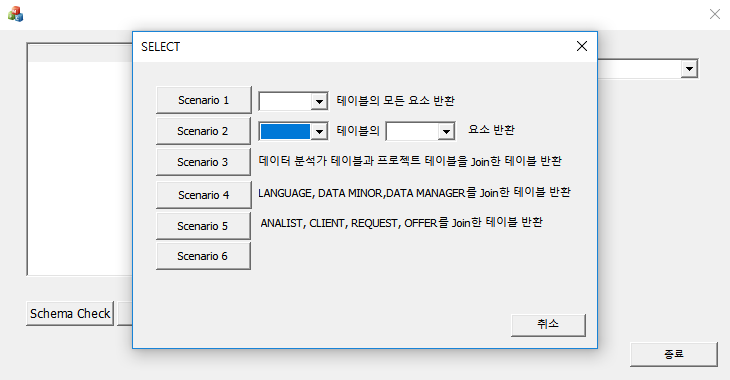 SELECT
Scenario 1 테이블의 모든 요소 반환
Scenario 2 테이블의 요소 반환
Scenario 3 데이터 분석가 테이블과 프로젝트 테이블을 Join한 테이블 반환
Scenario 4 LANGUAGE, DATA MINOR,DATA MANAGER를 Join한 테이블 반환
Scenario 5 ANALIST, CLIENT, REQUEST, OFFER를 Join한 테이블 반환
Scenario 6
Schema Check
취소
종료